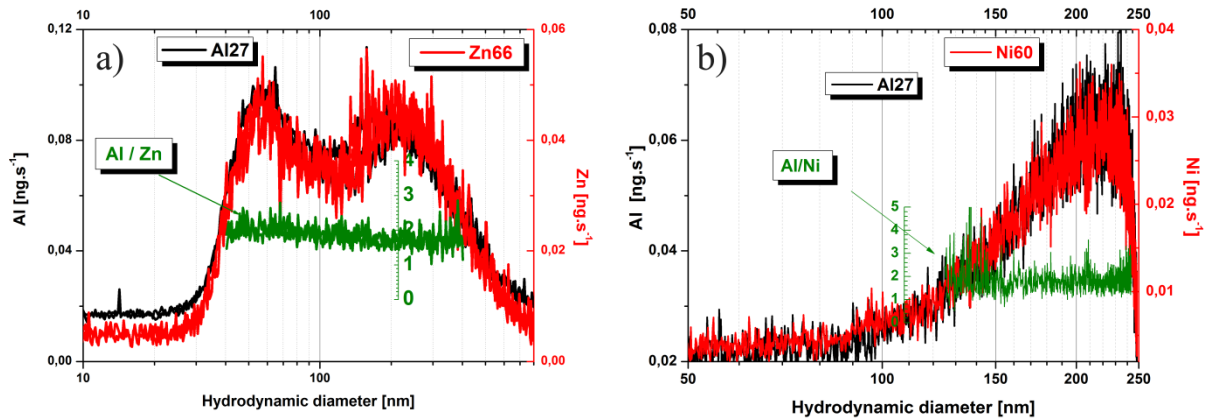 10 100
a)
Al27
Zn66
0,12
0,08
0,04
0,00
Al [ng.s-1]
Al / Zn
4
3
2
1
0
0,06
0,04
0,02
0,00
Zn [ng.s-1]
10 100
Hydrodynamic diameter [nm]
50 100 150 200 250
b)
Ni60
Al27
0,08
0,06
0,04
0,02
Al [ng.s-1]
Al/Ni
5
4
3
2
1
0,04
0,03
0,02
0,01
Ni [ng.s-1]
50 100 150 200 250
Hydrodynamic diameter [nm]